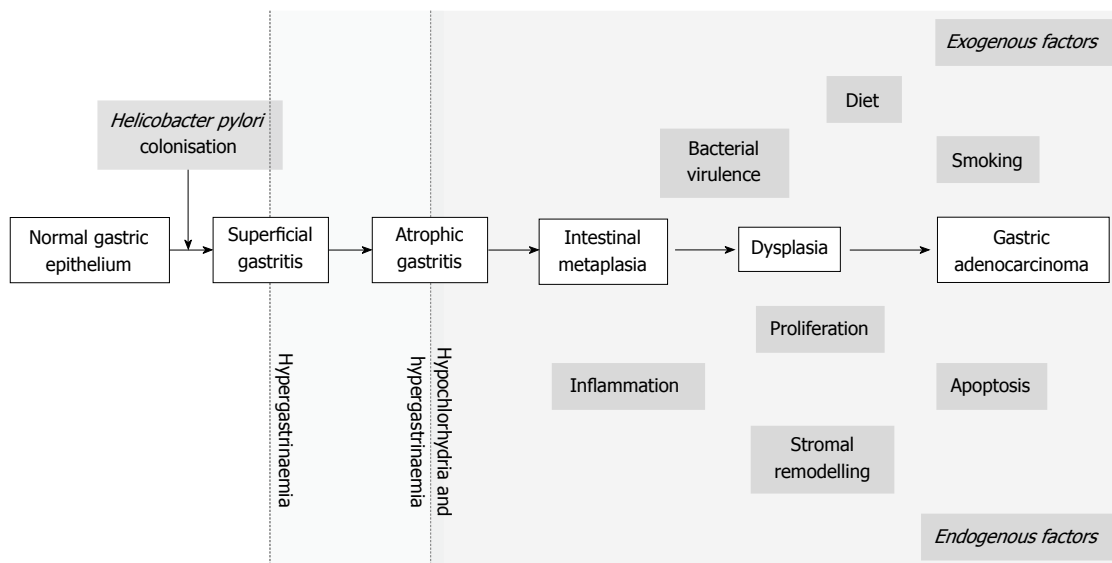 Exogenous factors
Diet
Helicobacter pylori
colonisation
Bacterial
virulence
Smoking
Normal gastric
epithelium
Superficial
gastritis
Atrophic
gastritis
Intestinal
metaplasia
Dysplasia
Gastric
adenocarcinoma
Hypergastrinaemia
Hypochlorhydria and
hypergastrinaemia
Proliferation
Inflammation
Apoptosis
Stromal
remodelling
Endogenous factors